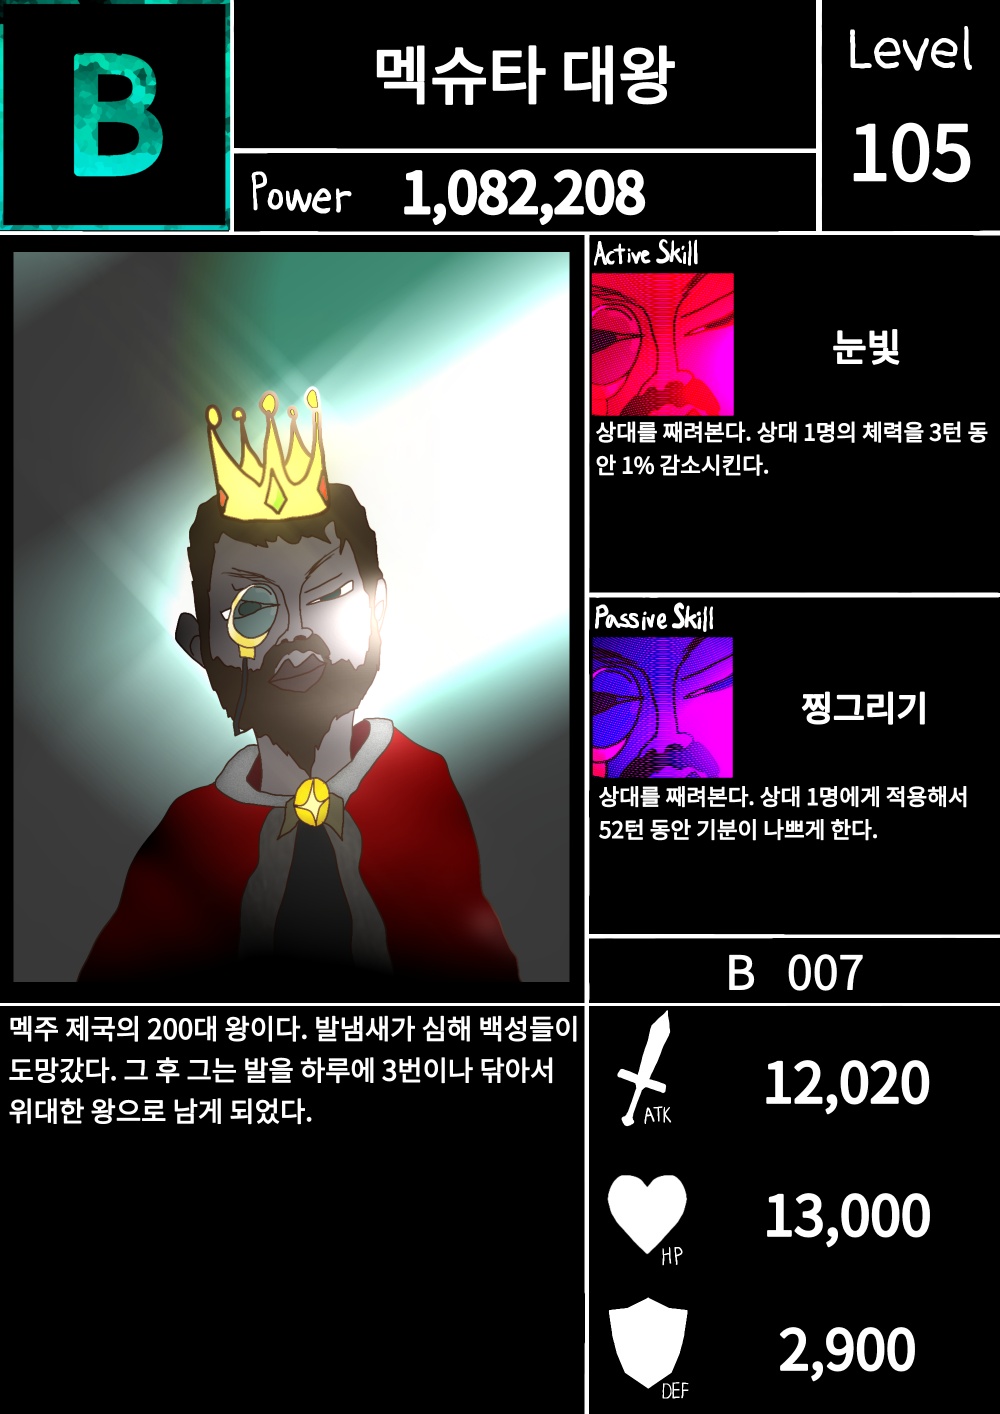 B
멕슈타 대왕
Level
105
Power 1,082,208
Active Skill
눈빛
상대를 째려본다. 상대 1명의 체력을 3턴 동
안 1% 감소시킨다.
Passive Skill
찡그리기
상대를 째려본다. 상대 1명에게 적용해서
52턴 동안 기분이 나쁘게 한다.
B 007
멕주 제국의 200대 왕이다. 발냄새가 심해 백성들이
도망갔다. 그 후 그는 발을 하루에 3번이나 닦아서
위대한 왕으로 남게 되었다.
ATK 12,020
HP 13,000
DEF 2,900